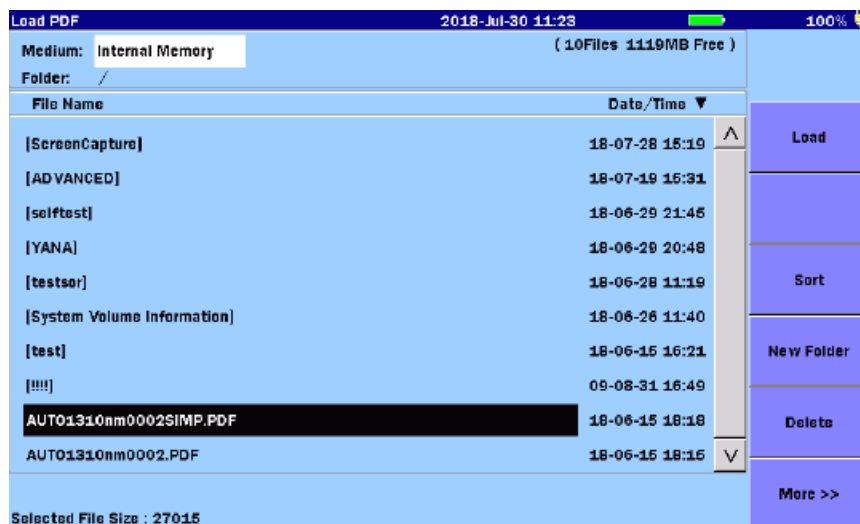 Load PDF 2018-Jul-30 11:23 100%
Medium: Internal Memory (10Files 1119MB Free)
Folder: /
File Name Date/Time ▼
[ScreenCapture] 18-07-28 15:19
[ADVANCED] 18-07-19 15:31
[selftest] 18-06-29 21:45
[YANA] 18-06-29 20:48
[testsor] 18-06-28 11:19
[System Volume Information] 18-06-26 11:40
[test] 18-06-15 16:21
[!!!!] 09-08-31 16:49
AUTO1310nm0002SIMP.PDF 18-06-15 18:18
AUTO1310nm0002.PDF 18-06-15 18:15
Selected File Size : 27015
Load
Sort
New Folder
Delete
More >>